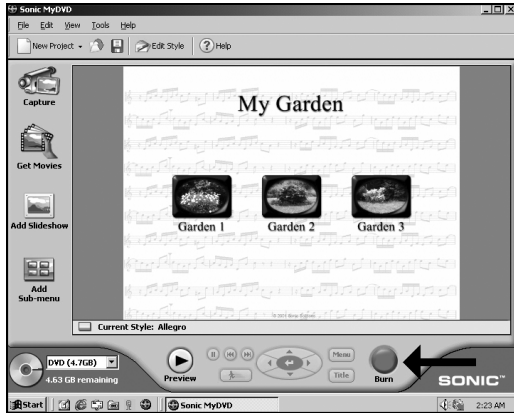 Sonic MyDVD
File Edit View Tools Help
New Project Edit Style Help
Capture
Get Movies
Add Slideshow
Add
Sub-menu
My Garden
Garden 1 Garden 2 Garden 3
Current Style: Allegro
DVD (4.7GB)
4.63 GB remaining
Preview
Menu
Title
Burn
SONIC™
Start Sonic MyDVD 2:23 AM